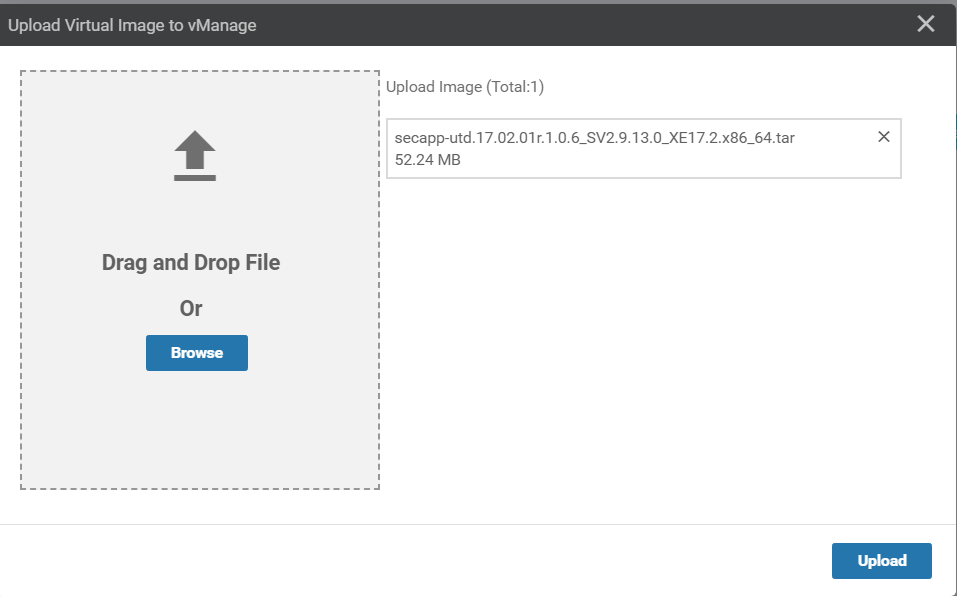 Upload Virtual Image to vManage
Drag and Drop File
Or
Browse
Upload Image (Total:1)
secapp-utd.17.02.01r.1.0.6_SV2.9.13.0_XE17.2.x86_64.tar
52.24 MB
Upload